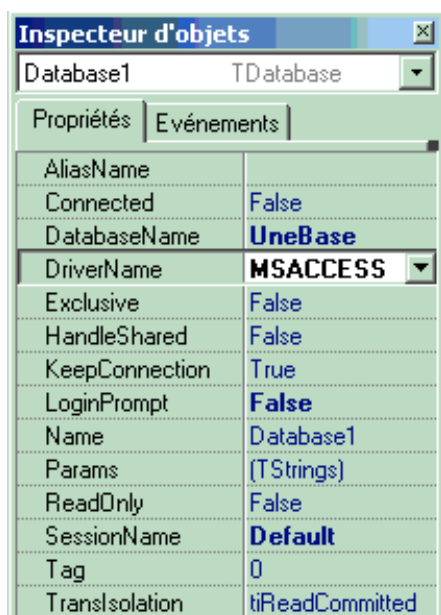 Inspecteur d'objets
Database1 TDatabase
Propriétés Evénements
AliasName
Connected False
DatabaseName UneBase
DriverName MSACCESS
Exclusive False
HandleShared False
KeepConnection True
LoginPrompt False
Name Database1
Params (TStrings)
ReadOnly False
SessionName Default
Tag 0
TransIsolation tiReadCommitted